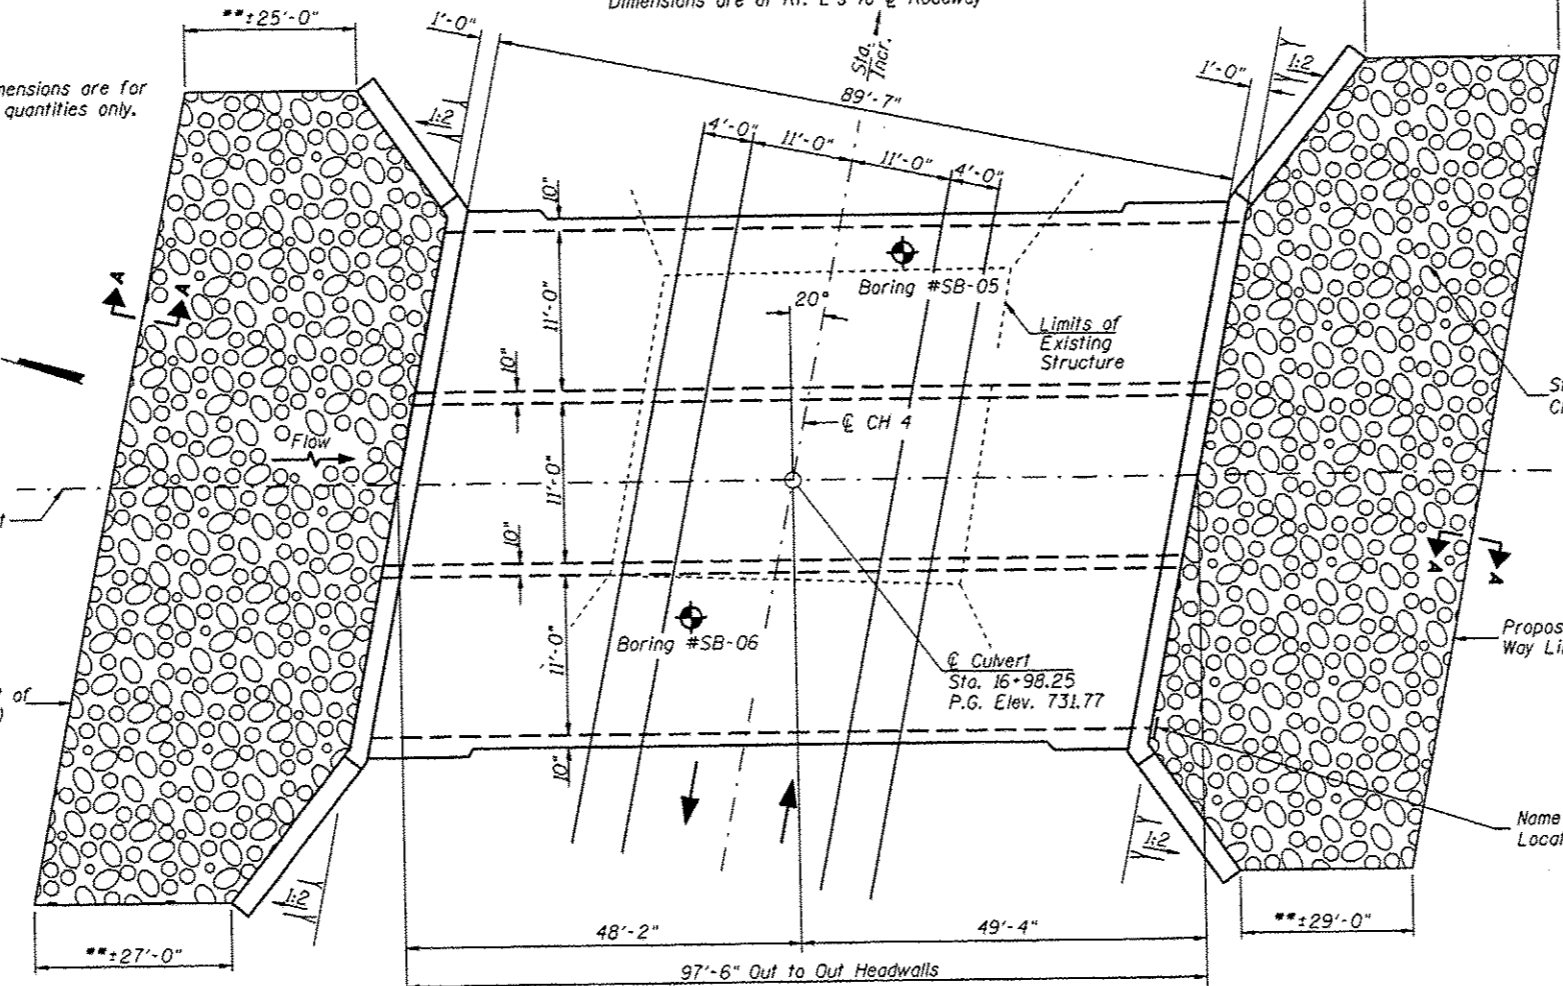 Dimensions are at Rt. L's to ℄ Roadway
**±25'-0"
1'-0"
Sta. Incr.
89'-7"
1'-0"
1:2
mensions are for
quantities only.
1:2
4'-0"
11'-0"
11'-0"
4'-0"
10"
A
A
Boring #SB-05
11'-0"
20°
Limits of
Existing
Structure
10"
St
℄ CH 4
Flow
11'-0"
t
10"
A
A
Boring #SB-06
11'-0"
℄ Culvert
Sta. 16+98.25
P.G. Elev. 731.77
Propos
Way Li
of
10"
Name
Locat
1:2
1:2
48'-2"
49'-4"
**±29'-0"
**±27'-0"
97'-6" Out to Out Headwalls